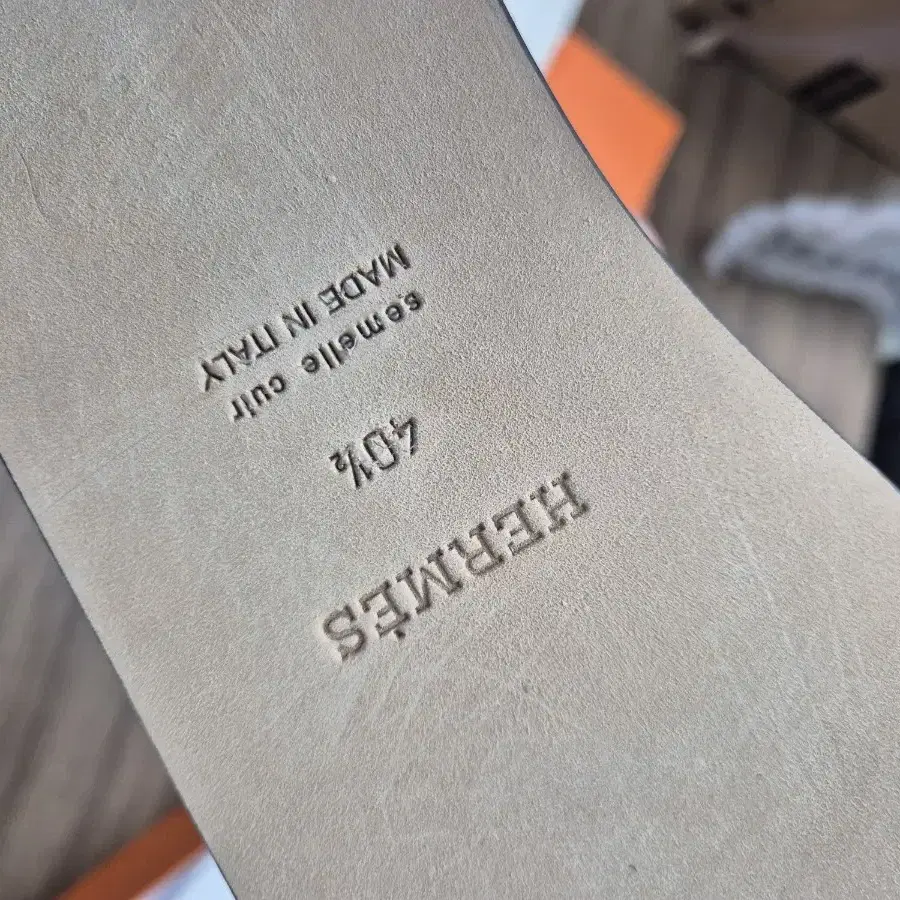 HERMÈS
40½
semelle cuir
MADE IN ITALY